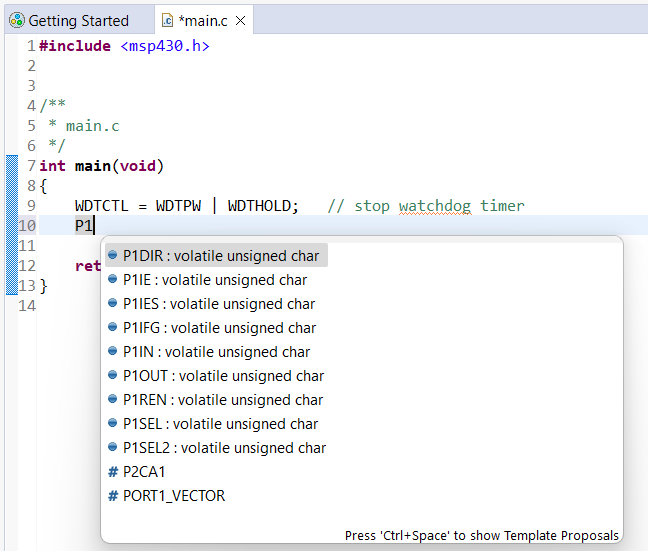 Getting Started *main.c
1 #include <msp430.h>
2
3
4 /**
5 * main.c
6 */
7 int main(void)
8 {
9 WDTCTL = WDTPW | WDTHOLD; // stop watchdog timer
10 P1
11
P1DIR : volatile unsigned char
12 ret
P1IE : volatile unsigned char
13 }
P1IES : volatile unsigned char
14
P1IFG : volatile unsigned char
P1IN : volatile unsigned char
P1OUT : volatile unsigned char
P1REN : volatile unsigned char
P1SEL : volatile unsigned char
P1SEL2 : volatile unsigned char
# P2CA1
# PORT1_VECTOR
Press 'Ctrl+Space' to show Template Proposals